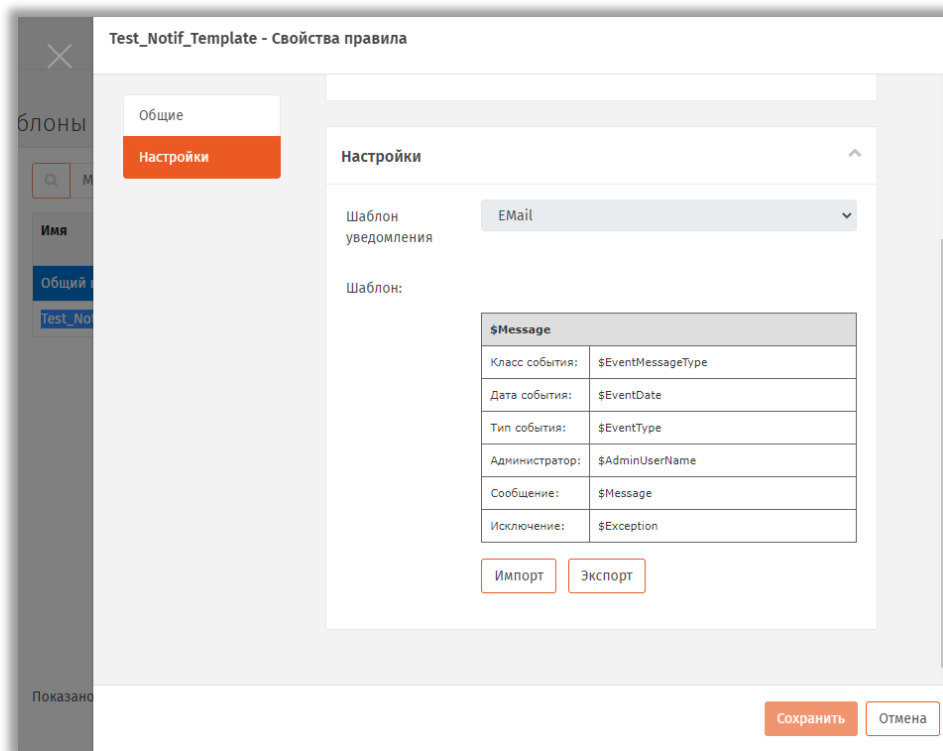 Test_Notif_Template - Свойства правила
блоны
М
Имя
Общий
Test_Not
Показано
Общие
Настройки
Настройки
Шаблон
уведомления
EMail
Шаблон:
$Message
Класс события: $EventMessageType
Дата события: $EventDate
Тип события: $EventType
Администратор: $AdminUserName
Сообщение: $Message
Исключение: $Exception
Импорт Экспорт
Сохранить Отмена